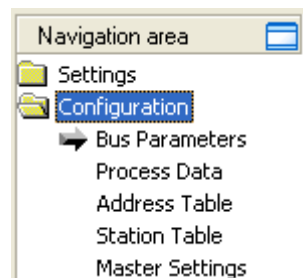 Navigation area
Settings
Configuration
Bus Parameters
Process Data
Address Table
Station Table
Master Settings